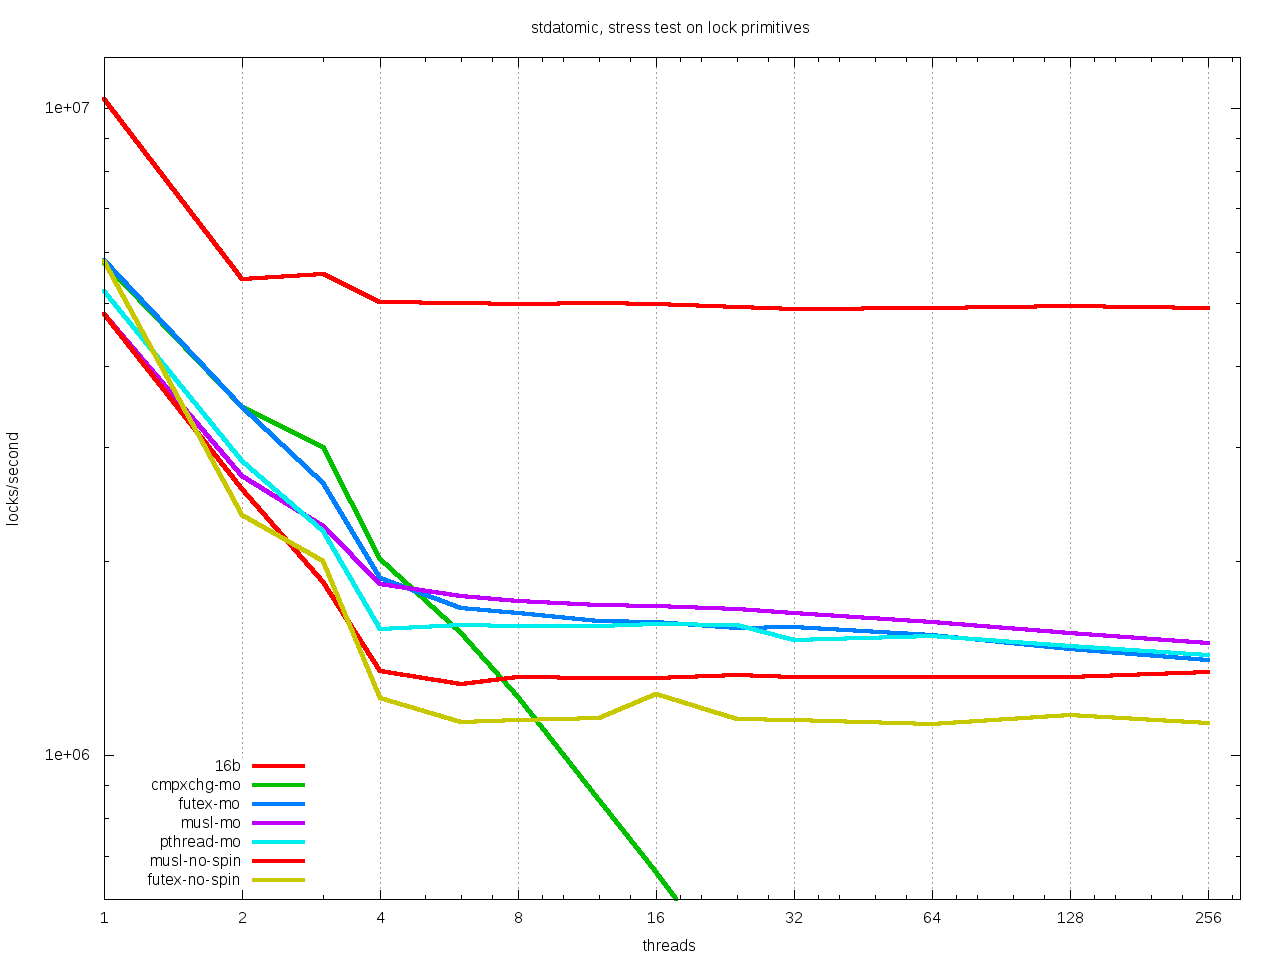 stdatomic, stress test on lock primitives
1e+07
locks/second
1e+06
16b
cmpxchg-mo
futex-mo
musl-mo
pthread-mo
musl-no-spin
futex-no-spin
1 2 4 8 16 32 64 128 256
threads